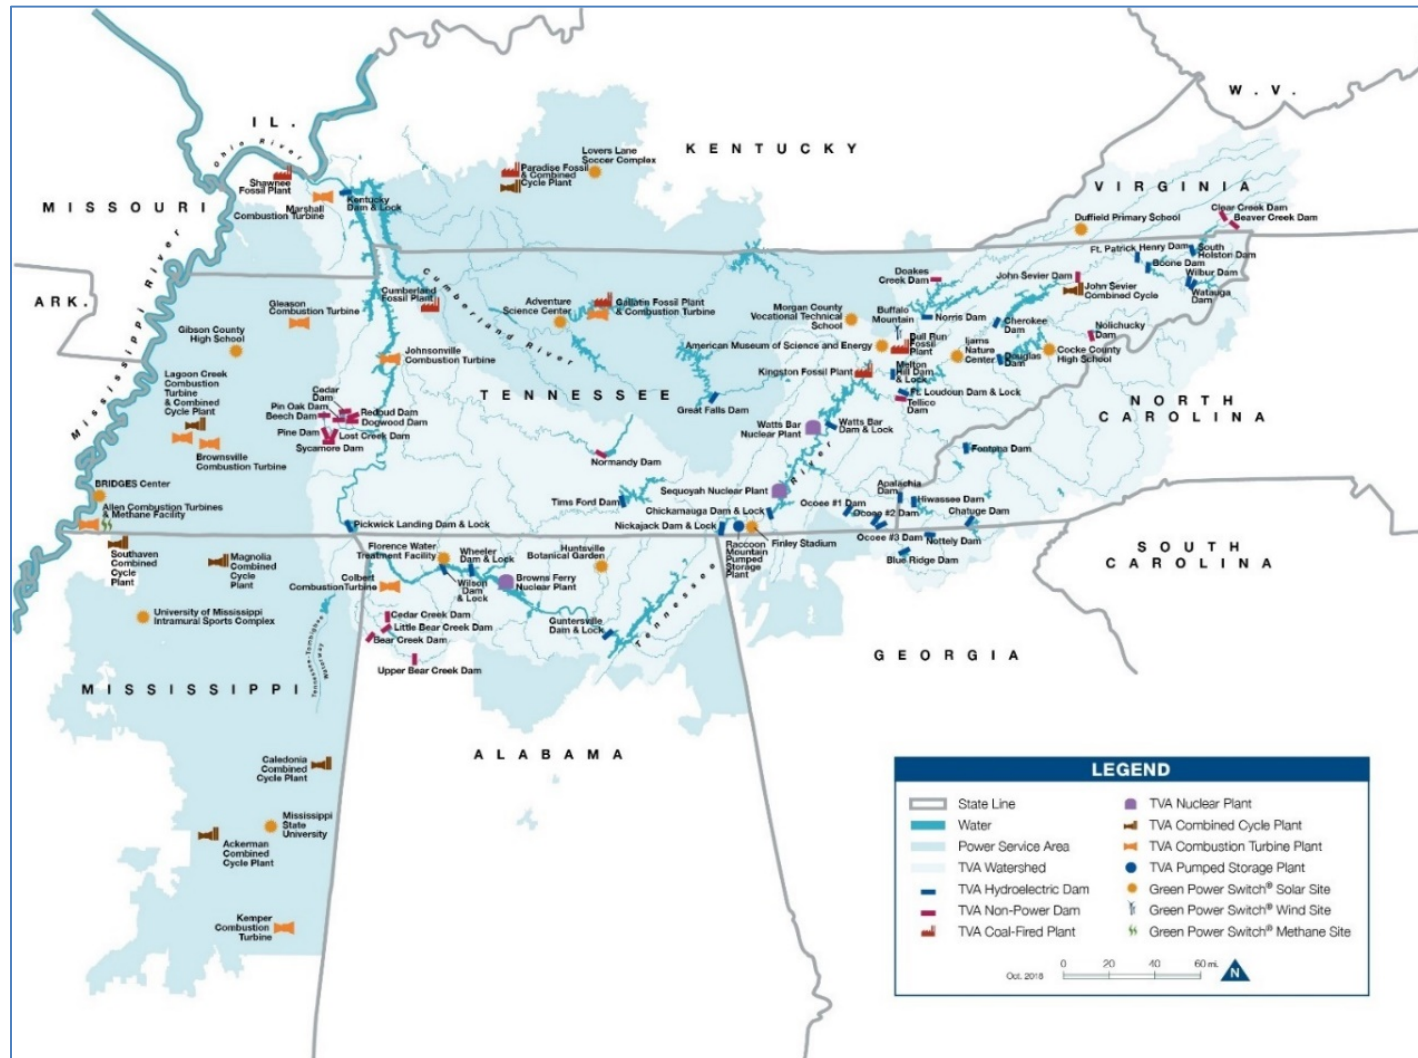 W. V.
IL.
Ohio River
KENTUCKY
Lovers Lane
Soccer Complex
Paradise Fossil
& Combined
Cycle Plant
Shawnee
Fossil Plant
Marshall
Combustion Turbine
Kentucky
Dam & Lock
MISSOURI
VIRGINIA
Clear Creek Dam
Beaver Creek Dam
Duffield Primary School
Ft. Patrick Henry Dam
South
Holston Dam
Boone Dam
Wilbur Dam
Watauga
Dam
Mississippi River
ARK.
Cumberland
Fossil Plant
Cumberland River
Gleason
Combustion Turbine
Gibson County
High School
Adventure
Science Center
Gallatin Fossil Plant
& Combustion Turbine
Doakes
Creek Dam
John Sevier Dam
John Sevier
Combined Cycle
Morgan County
Vocational Technical
School
Buffalo
Mountain
Norris Dam
Cherokee
Dam
Nolichucky
Dam
American Museum of Science and Energy
Bull Run
Fossil
Plant
Ijams
Nature
Center
Douglas
Dam
Cocke County
High School
Johnsonville
Combustion Turbine
Kingston Fossil Plant
Melton
Hill Dam
& Lock
Ft. Loudoun Dam & Lock
Tellico
Dam
Lagoon Creek
Combustion
Turbine
& Combined
Cycle Plant
Cedar
Dam
Pin Oak Dam
Beech Dam
Redbud Dam
Dogwood Dam
Pine Dam
Lost Creek Dam
Sycamore Dam
TENNESSEE
Great Falls Dam
NORTH
CAROLINA
Brownsville
Combustion Turbine
Watts Bar
Nuclear Plant
Watts Bar
Dam & Lock
Normandy Dam
Fontana Dam
River
BRIDGES Center
Allen Combustion Turbines
& Methane Facility
Sequoyah Nuclear Plant
Tims Ford Dam
Chickamauga Dam & Lock
Nickajack Dam & Lock
Ocoee #1 Dam
Ocoee #2 Dam
Ocoee #3 Dam
Apalachia
Dam
Hiwassee Dam
Chatuge Dam
Nottely Dam
Blue Ridge Dam
Pickwick Landing Dam & Lock
Raccoon
Mountain
Pumped
Storage
Plant
Finley Stadium
SOUTH
CAROLINA
Southaven
Combined
Cycle
Plant
Magnolia
Combined
Cycle
Plant
Florence Water
Treatment Facility
Wheeler
Dam & Lock
Wilson
Dam
& Lock
Colbert
Combustion Turbine
Huntsville
Botanical Garden
Browns Ferry
Nuclear Plant
University of Mississippi
Intramural Sports Complex
Tennessee-Tombigbee
Waterway
Cedar Creek Dam
Little Bear Creek Dam
Bear Creek Dam
Upper Bear Creek Dam
Guntersville
Dam & Lock
Tennessee
GEORGIA
MISSISSIPPI
ALABAMA
Caledonia
Combined
Cycle Plant
Mississippi
State
University
Ackerman
Combined
Cycle Plant
Kemper
Combustion
Turbine
LEGEND
State Line
Water
Power Service Area
TVA Watershed
TVA Hydroelectric Dam
TVA Non-Power Dam
TVA Coal-Fired Plant
TVA Nuclear Plant
TVA Combined Cycle Plant
TVA Combustion Turbine Plant
TVA Pumped Storage Plant
Green Power Switch® Solar Site
Green Power Switch® Wind Site
Green Power Switch® Methane Site
Oct. 2018
0 20 40 60 mi.
N